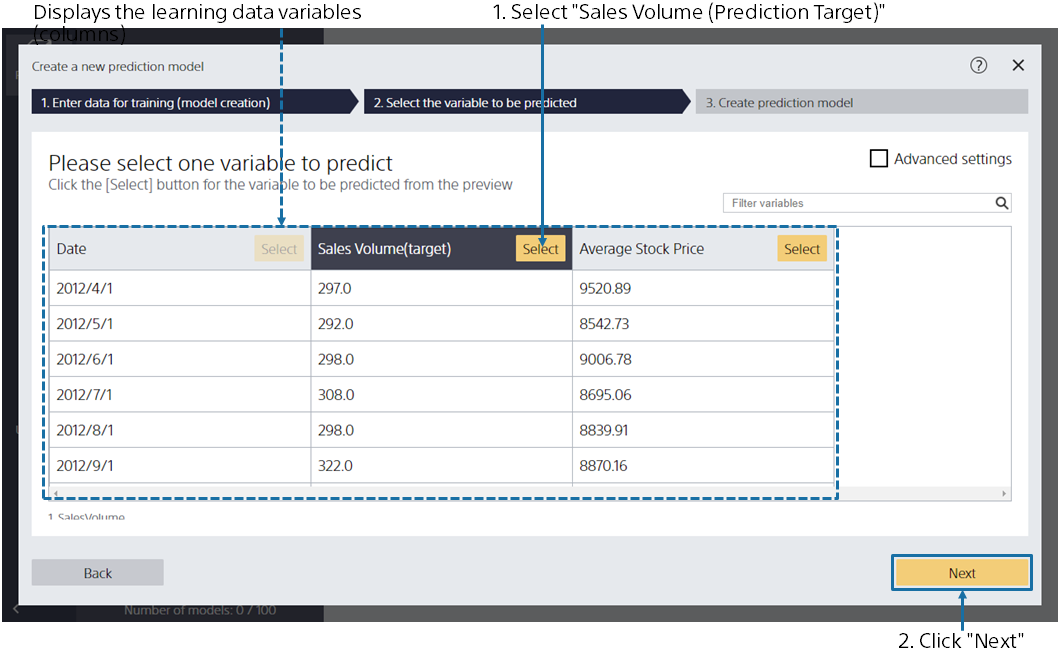 Displays the learning data variables
(columns)
1. Select "Sales Volume (Prediction Target)"
Create a new prediction model
?
1. Enter data for training (model creation)
2. Select the variable to be predicted
3. Create prediction model
Please select one variable to predict
Click the [Select] button for the variable to be predicted from the preview
Advanced settings
Filter variables
Date Select Sales Volume(target) Select Average Stock Price Select
2012/4/1 297.0 9520.89
2012/5/1 292.0 8542.73
2012/6/1 298.0 9006.78
2012/7/1 308.0 8695.06
2012/8/1 298.0 8839.91
2012/9/1 322.0 8870.16
1 SalesVolume
Back
Next
Number of models: 0 / 100
2. Click "Next"